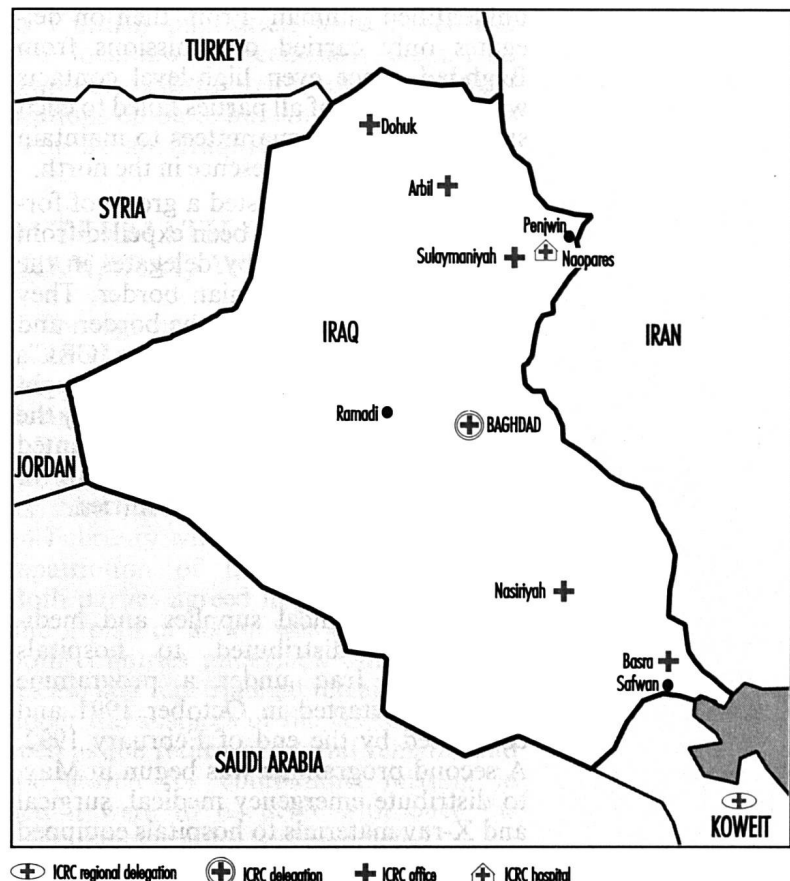 TURKEY
Dohuk
SYRIA
Arbil
Penjwin
Sulaymaniyah
Naopares
IRAQ
IRAN
Ramadi
BAGHDAD
JORDAN
Nasiriyah
Basra
Safwan
SAUDI ARABIA
KOWEIT
ICRC regional delegation ICRC delegation ICRC office ICRC hospital